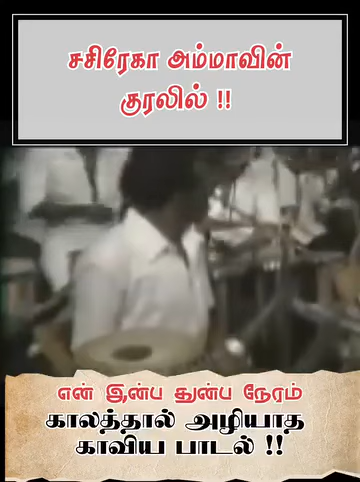 சசிரேகா அம்மாவின்
குரலில் !!
என் இன்ப துன்ப நேரம்
காலத்தால் அழியாத
காவிய பாடல் !!